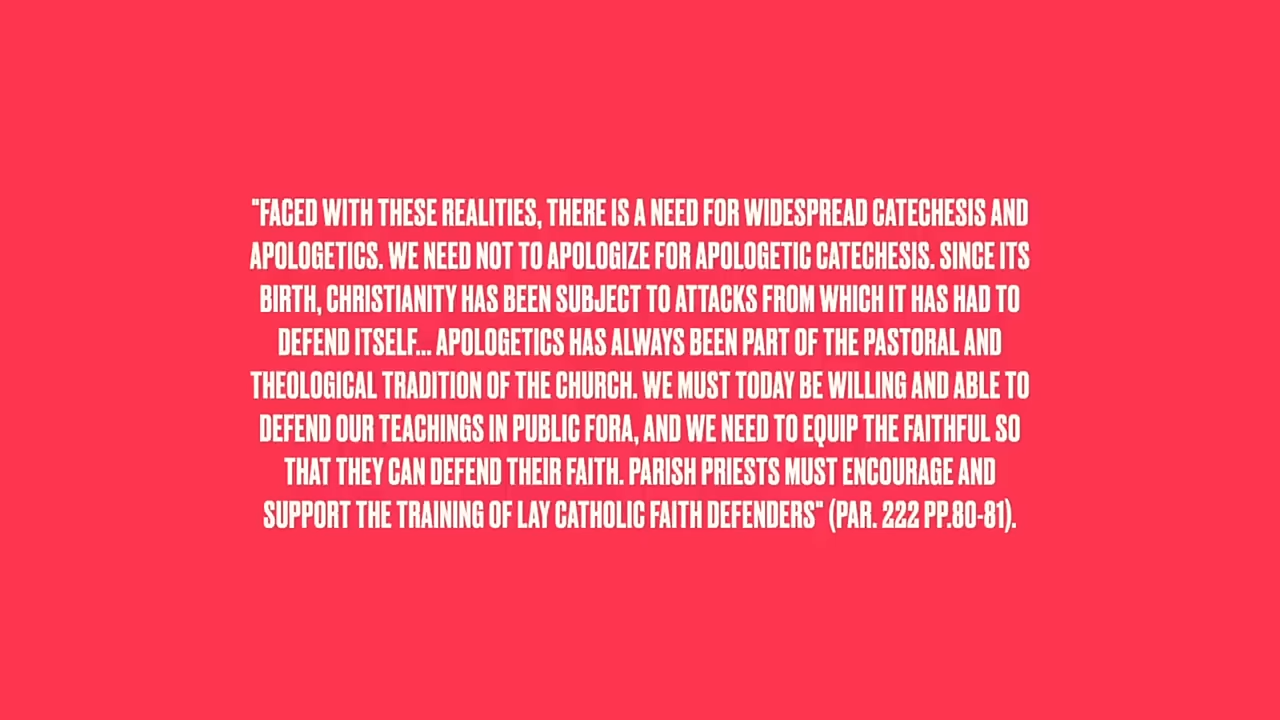 "FACED WITH THESE REALITIES, THERE IS A NEED FOR WIDESPREAD CATECHESIS AND
APOLOGETICS. WE NEED NOT TO APOLOGIZE FOR APOLOGETIC CATECHESIS. SINCE ITS
BIRTH, CHRISTIANITY HAS BEEN SUBJECT TO ATTACKS FROM WHICH IT HAS HAD TO
DEFEND ITSELF... APOLOGETICS HAS ALWAYS BEEN PART OF THE PASTORAL AND
THEOLOGICAL TRADITION OF THE CHURCH. WE MUST TODAY BE WILLING AND ABLE TO
DEFEND OUR TEACHINGS IN PUBLIC FORA, AND WE NEED TO EQUIP THE FAITHFUL SO
THAT THEY CAN DEFEND THEIR FAITH. PARISH PRIESTS MUST ENCOURAGE AND
SUPPORT THE TRAINING OF LAY CATHOLIC FAITH DEFENDERS" (PAR. 222 PP.80-81).